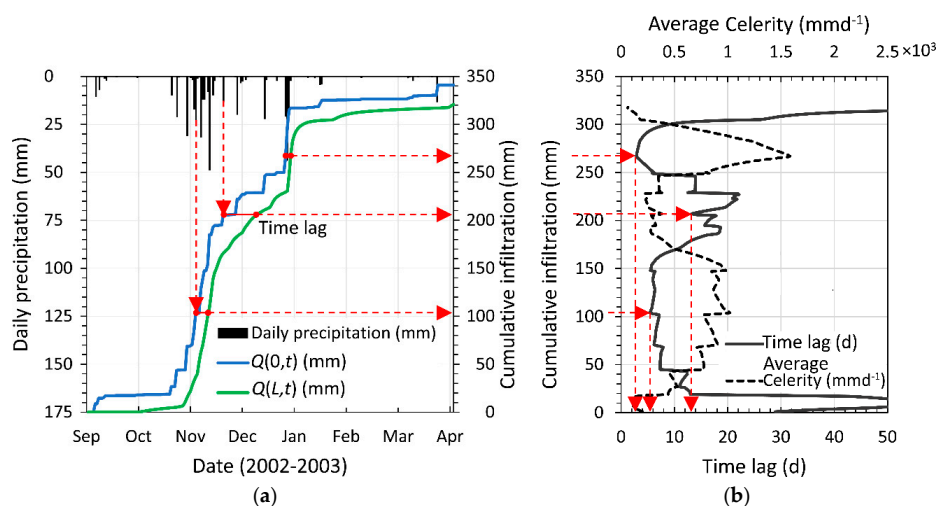 Average Celerity (mmd⁻¹)
0 0.5 1 1.5 2 2.5 ×10³
Daily precipitation (mm)
0
25
50
75
100
125
150
175
350
300
250
200
150
100
50
0
Cumulative infiltration (mm)
Time lag
Daily precipitation (mm)
Q(0,t) (mm)
Q(L,t) (mm)
Sep Oct Nov Dec Jan Feb Mar Apr
Date (2002-2003)
(a)
Cumulative infiltration (mm)
350
300
250
200
150
100
50
0
Time lag (d)
Average
Celerity (mmd⁻¹)
0 10 20 30 40 50
Time lag (d)
(b)